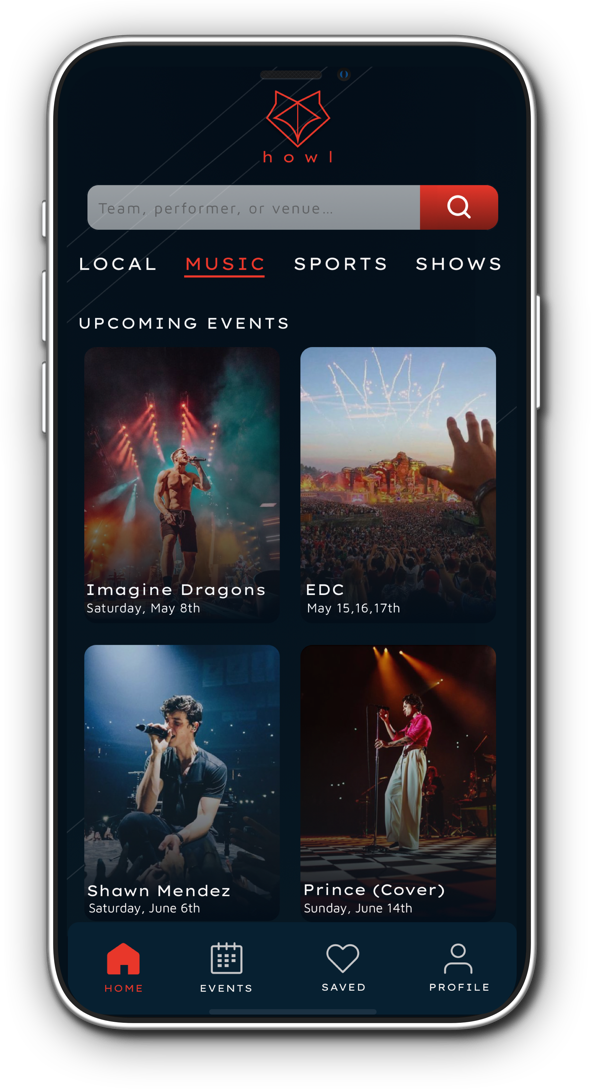 howl
Team, performer, or venue...
LOCAL MUSIC SPORTS SHOWS
UPCOMING EVENTS
Imagine Dragons
Saturday, May 8th
EDC
May 15,16,17th
Shawn Mendez
Saturday, June 6th
Prince (Cover)
Sunday, June 14th
HOME EVENTS SAVED PROFILE